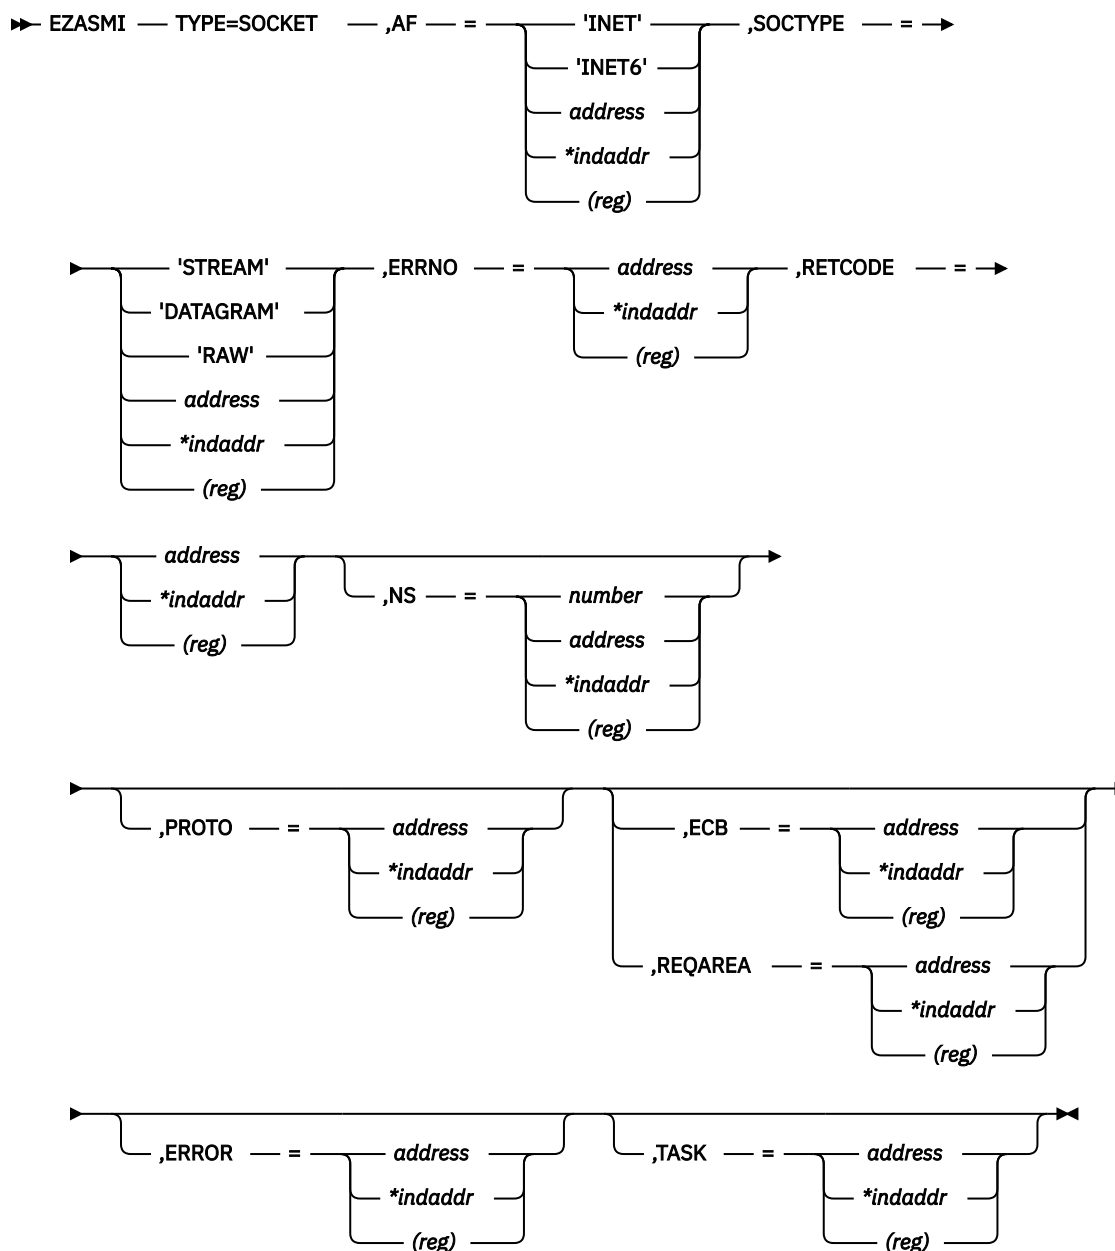 EZASMI TYPE=SOCKET ,AF = 'INET' ,SOCTYPE =
'INET6'
address
*indaddr
(reg)
'STREAM' ,ERRNO = address ,RETCODE =
'DATAGRAM' *indaddr
'RAW' (reg)
address
*indaddr
(reg)
address
*indaddr ,NS = number
(reg) address
*indaddr
(reg)
,PROTO = address ,ECB = address
*indaddr *indaddr
(reg) (reg)
,REQAREA = address
*indaddr
(reg)
,ERROR = address ,TASK = address
*indaddr *indaddr
(reg) (reg)